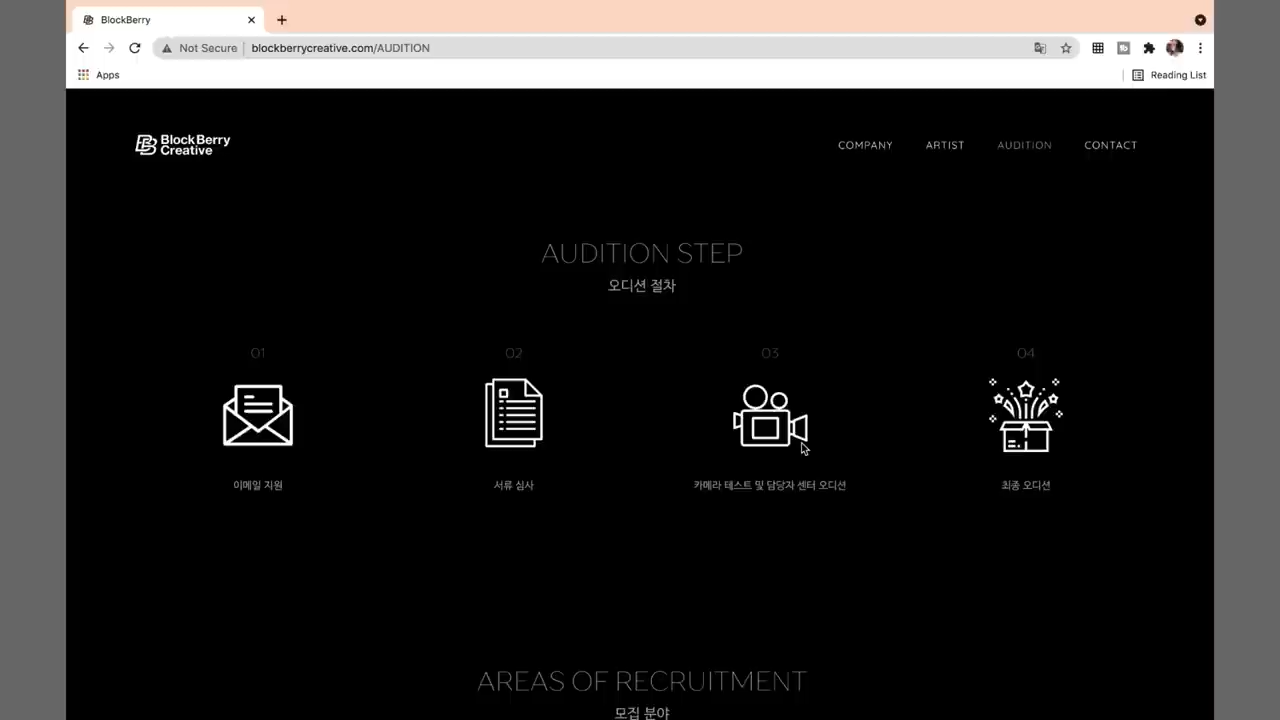 BlockBerry
Not Secure
blockberrycreative.com/AUDITION
Apps
Reading List
BlockBerry
Creative
COMPANY
ARTIST
AUDITION
CONTACT
AUDITION STEP
오디션 절차
01
02
03
04
이메일 지원
서류 심사
카메라 테스트 및 담당자 센터 오디션
최종 오디션
AREAS OF RECRUITMENT
모집 분야